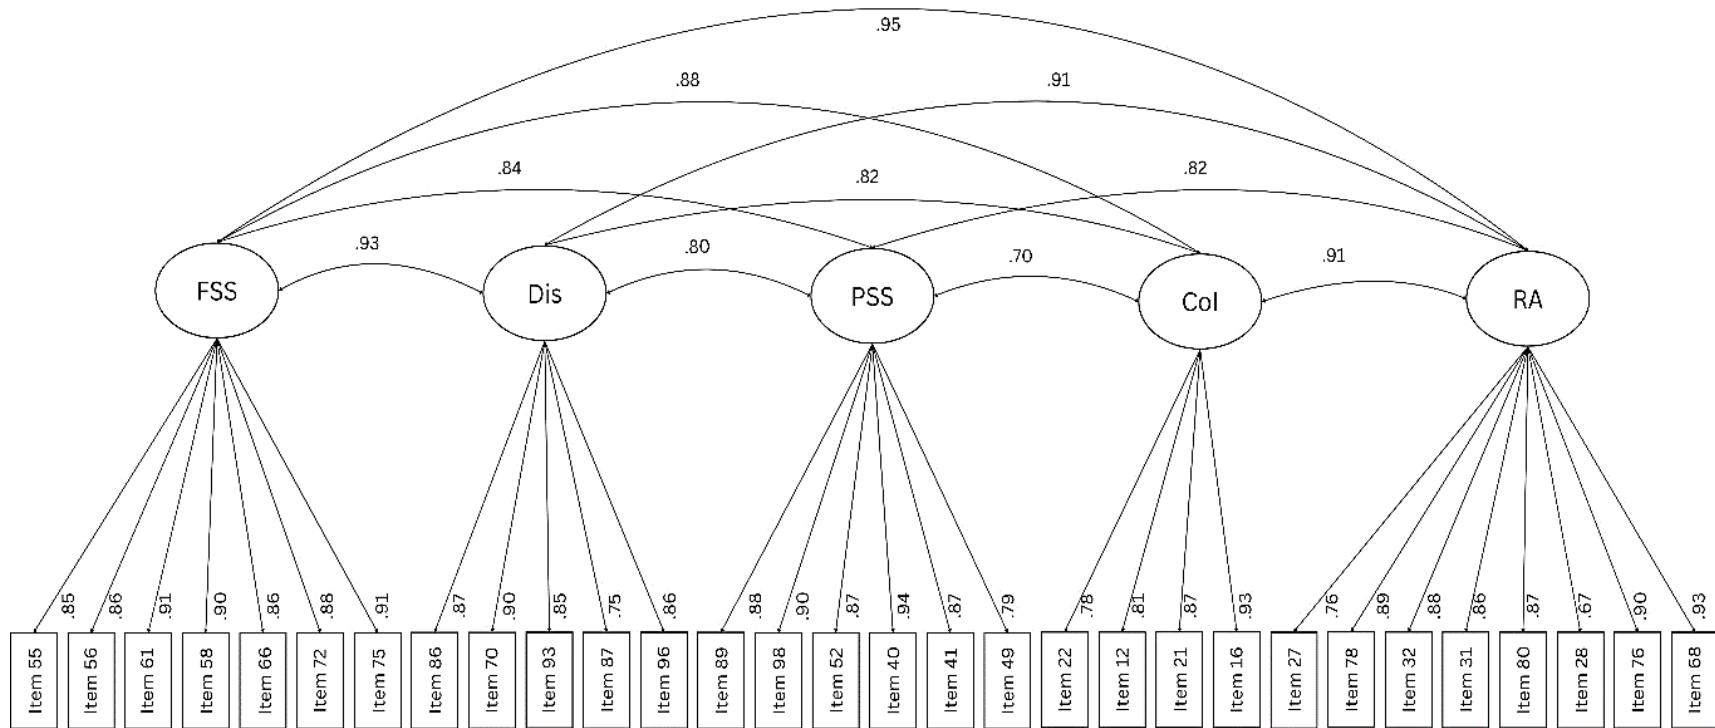 .95
.88
.91
.84
.82
.82
.93
.80
.70
.91
FSS
Dis
PSS
Col
RA
.85
.86
.91
.90
.86
.88
.91
.87
.90
.85
.75
.86
.88
.90
.87
.94
.87
.79
.78
.81
.87
.93
.76
.89
.88
.86
.87
.67
.90
.93
Item 55
Item 56
Item 61
Item 58
Item 66
Item 72
Item 75
Item 86
Item 70
Item 93
Item 87
Item 96
Item 89
Item 98
Item 52
Item 40
Item 41
Item 49
Item 22
Item 12
Item 21
Item 16
Item 27
Item 78
Item 32
Item 31
Item 80
Item 28
Item 76
Item 68